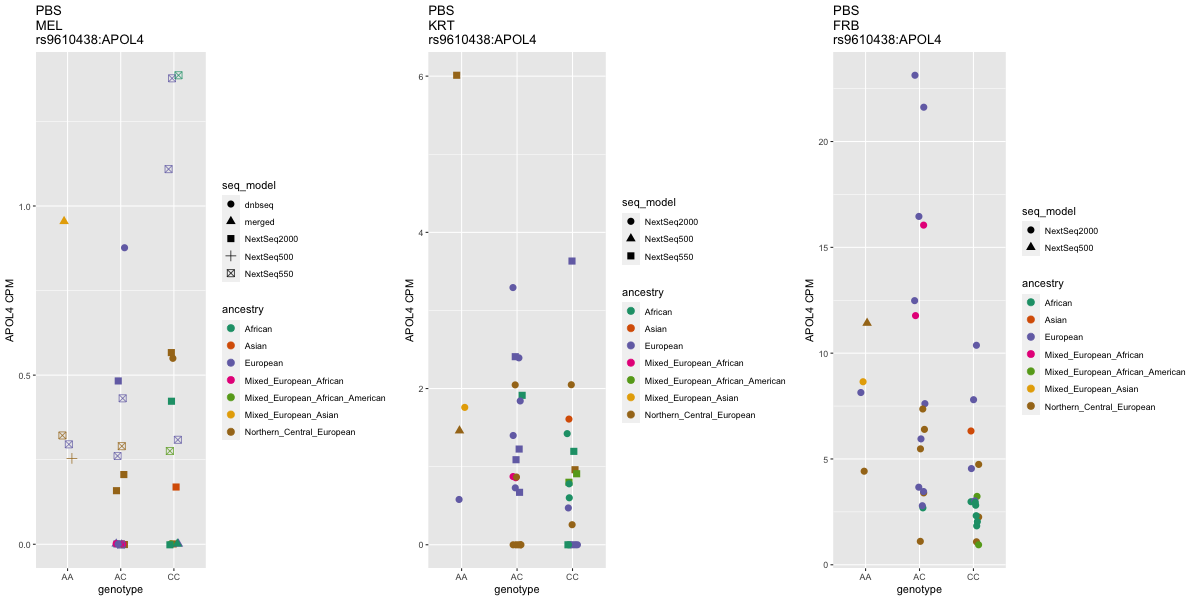 PBS
MEL
rs9610438:APOL4
APOL4 CPM
1.0
0.5
0.0
AA
AC
CC
genotype
seq_model
dnbseq
merged
NextSeq2000
NextSeq500
NextSeq550
ancestry
African
Asian
European
Mixed_European_African
Mixed_European_African_American
Mixed_European_Asian
Northern_Central_European
PBS
KRT
rs9610438:APOL4
APOL4 CPM
6
4
2
0
AA
AC
CC
genotype
seq_model
NextSeq2000
NextSeq500
NextSeq550
ancestry
African
Asian
European
Mixed_European_African
Mixed_European_African_American
Mixed_European_Asian
Northern_Central_European
PBS
FRB
rs9610438:APOL4
APOL4 CPM
20
15
10
5
0
AA
AC
CC
genotype
seq_model
NextSeq2000
NextSeq500
ancestry
African
Asian
European
Mixed_European_African
Mixed_European_African_American
Mixed_European_Asian
Northern_Central_European